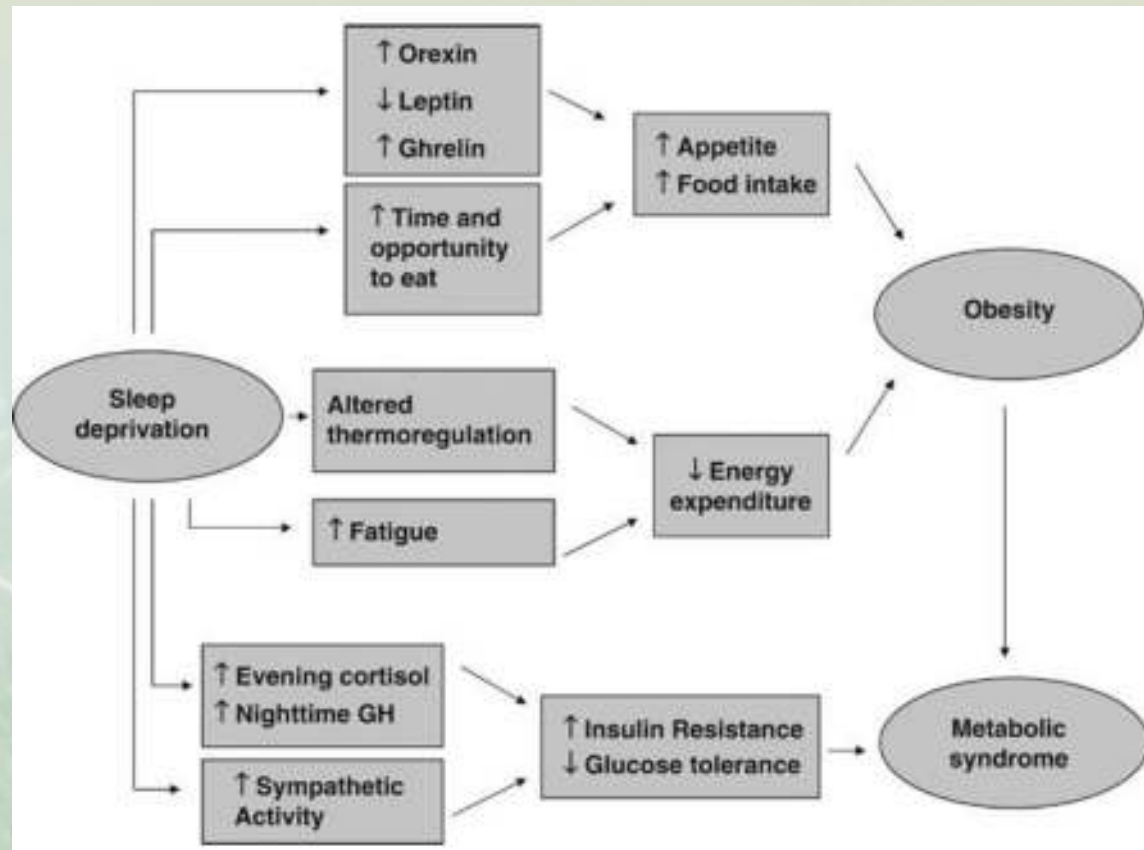 ↑ Orexin
↓ Leptin
↑ Ghrelin
↑ Appetite
↑ Food intake
↑ Time and
opportunity
to eat
Obesity
Sleep
deprivation
Altered
thermoregulation
↓ Energy
expenditure
↑ Fatigue
↑ Evening cortisol
↑ Nighttime GH
↑ Insulin Resistance
↓ Glucose tolerance
Metabolic
syndrome
↑ Sympathetic
Activity